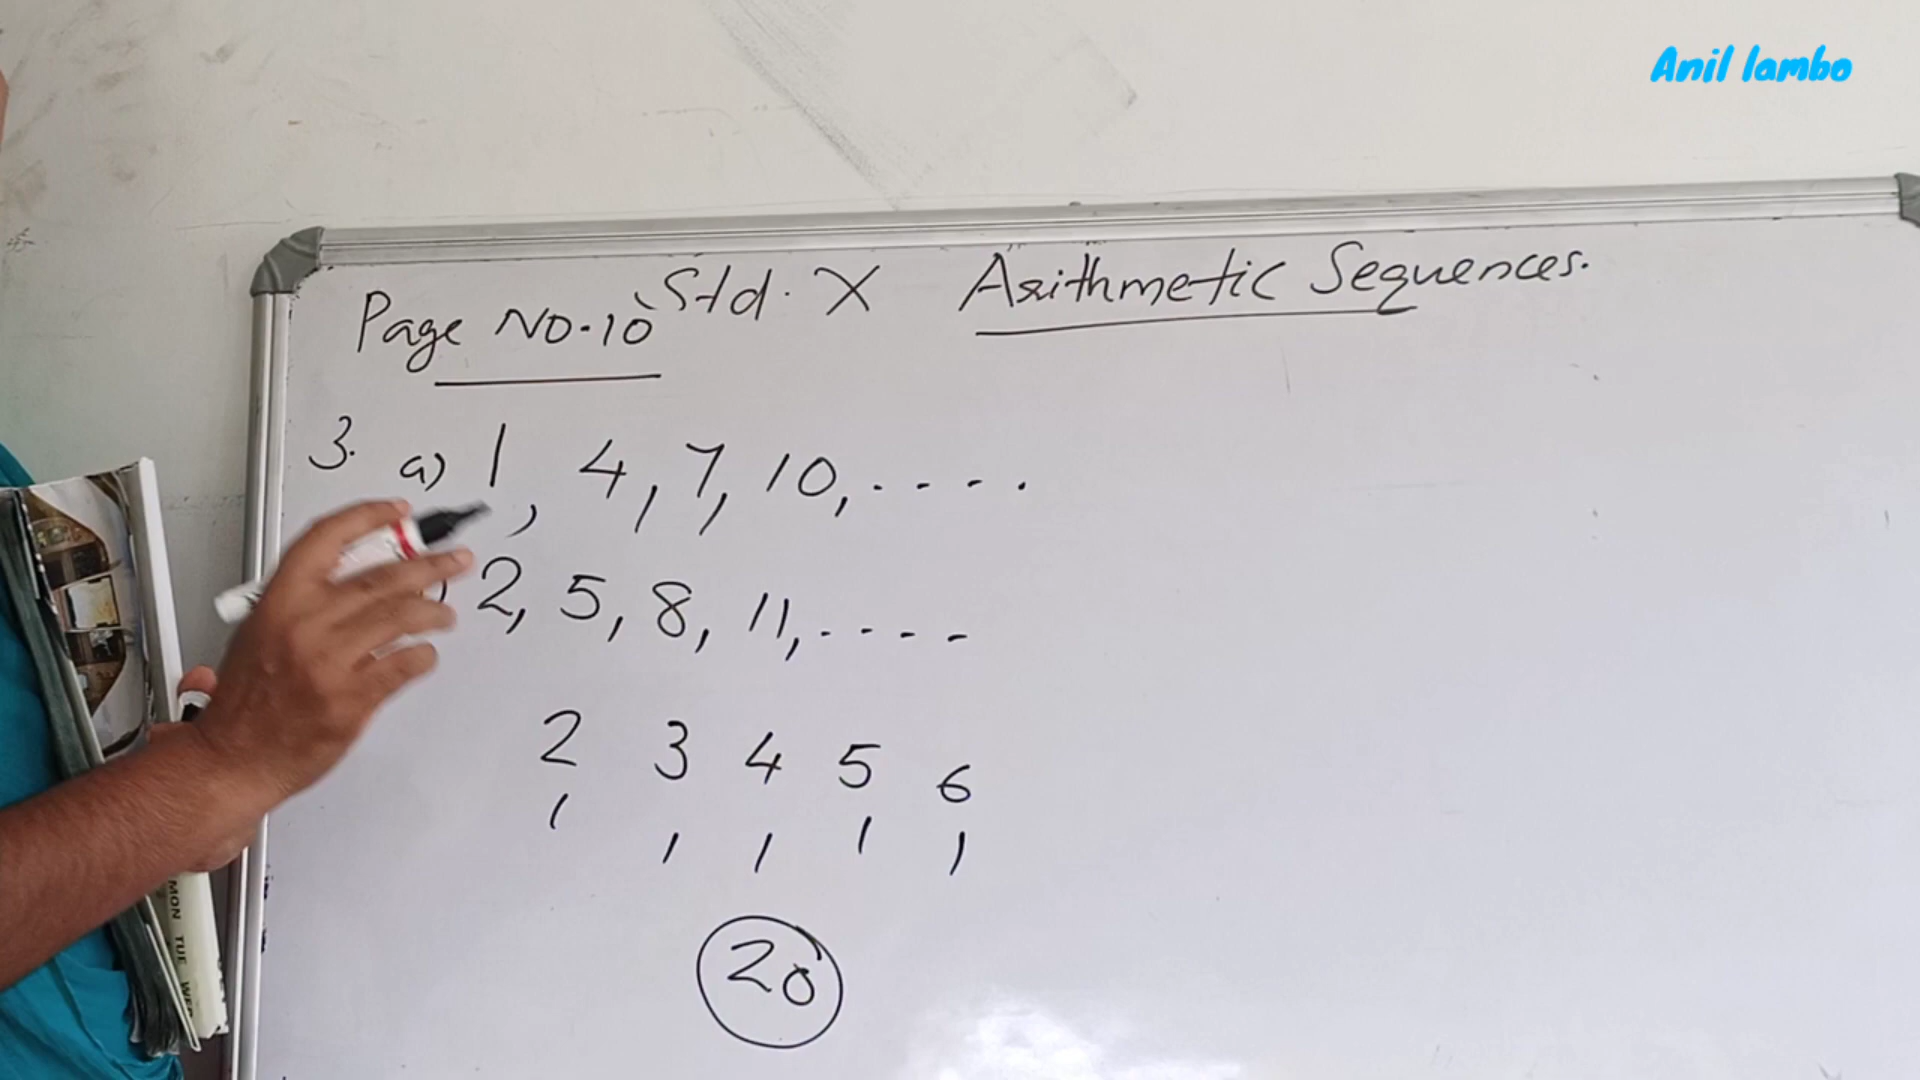 Anil lambo
Std. X Arithmetic Sequences.
Page No. 10
3. a) 1, 4, 7, 10, ....
) 2, 5, 8, 11, ....
2 3 4 5 6
1 1 1 1 1
20
MON TUE WED